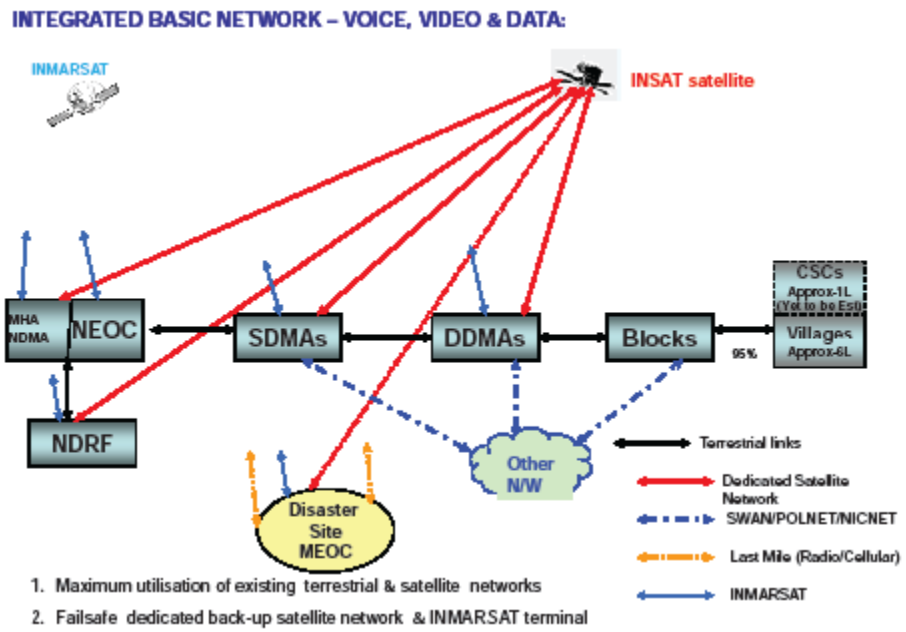 INTEGRATED BASIC NETWORK – VOICE, VIDEO & DATA:
INMARSAT
INSAT satellite
CSCs
Approx-1L
(Yet to be Est)
MHA
NDMA
NEOC
SDMAs
DDMAs
Blocks
95%
Villages
Approx-6L
NDRF
Other
N/W
Disaster
Site
MEOC
Terrestrial links
Dedicated Satellite
Network
SWAN/POLNET/NICNET
Last Mile (Radio/Cellular)
INMARSAT
1. Maximum utilisation of existing terrestrial & satellite networks
2. Failsafe dedicated back-up satellite network & INMARSAT terminal